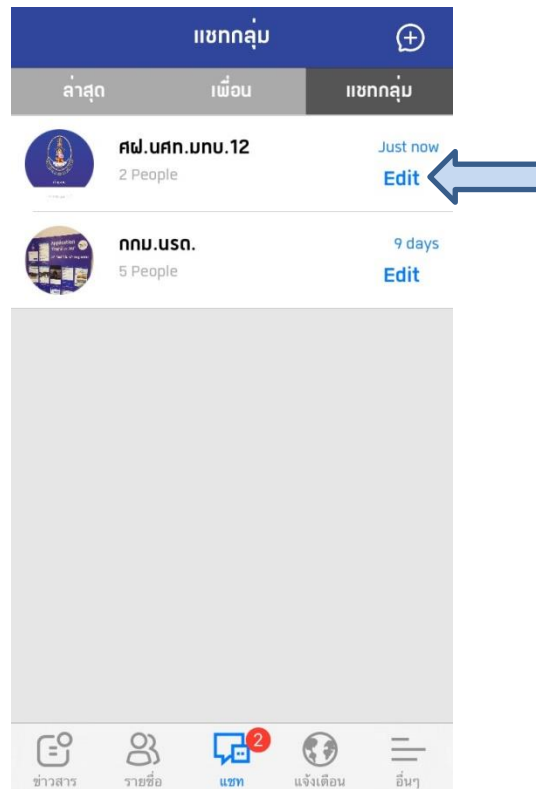 แชทกลุ่ม
ล่าสุด เพื่อน แชทกลุ่ม
ศฝ.นศท.มทบ.12 Just now
2 People Edit
กกม.นรด. 9 days
5 People Edit
2
ข่าวสาร รายชื่อ แชท แจ้งเตือน อื่นๆ